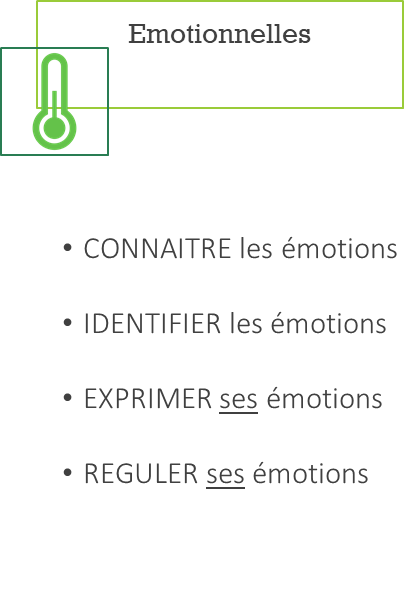 Emotionnelles
• CONNAITRE les émotions
• IDENTIFIER les émotions
• EXPRIMER ses émotions
• REGULER ses émotions